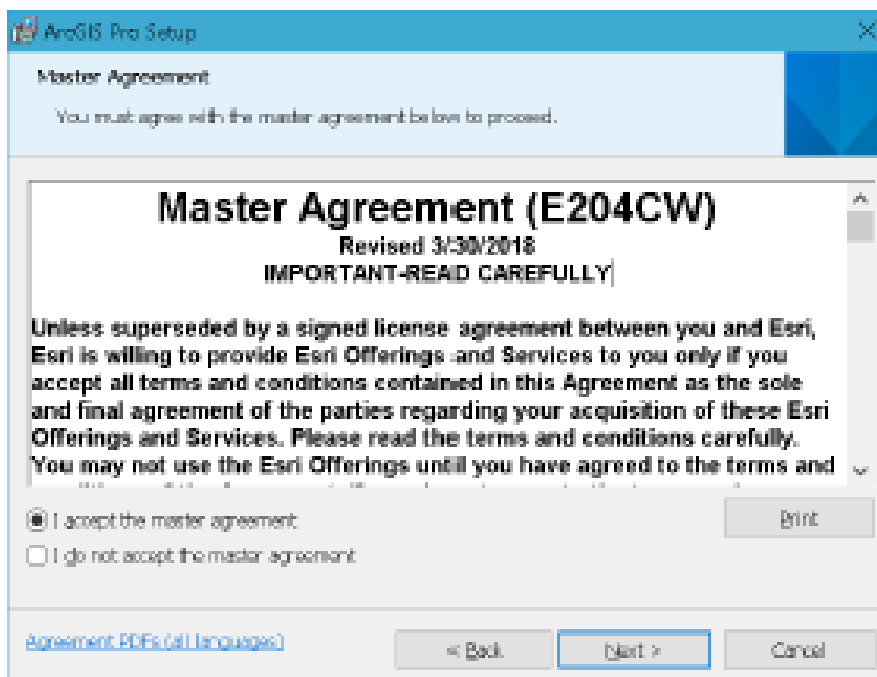 ArcGIS Pro Setup
Master Agreement
You must agree with the master agreement below to proceed.
Master Agreement (E204CW)
Revised 3/30/2018
IMPORTANT-READ CAREFULLY
Unless superseded by a signed license agreement between you and Esri,
Esri is willing to provide Esri Offerings and Services to you only if you
accept all terms and conditions contained in this Agreement as the sole
and final agreement of the parties regarding your acquisition of these Esri
Offerings and Services. Please read the terms and conditions carefully.
You may not use the Esri Offerings until you have agreed to the terms and
I accept the master agreement
Print
I do not accept the master agreement
Agreement PDFs (all languages)
< Back
Next >
Cancel